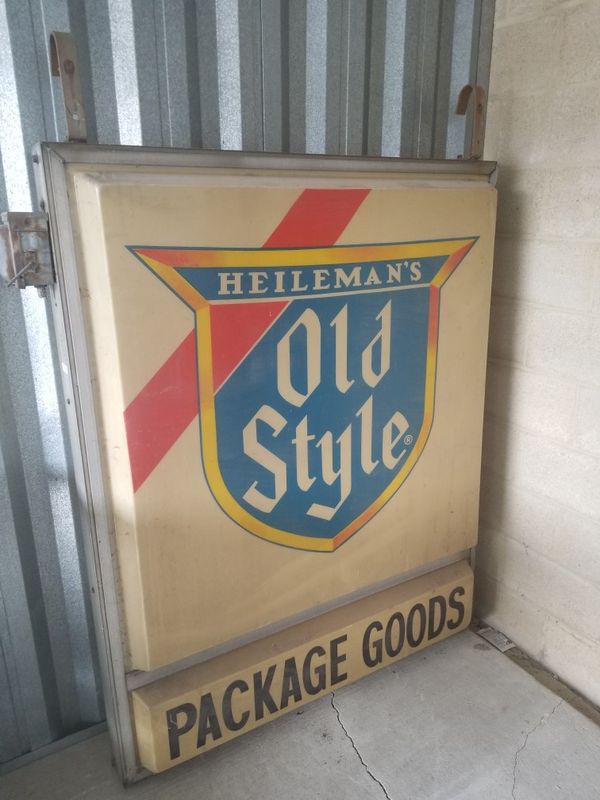 HEILEMAN'S
Old
Style®
PACKAGE GOODS